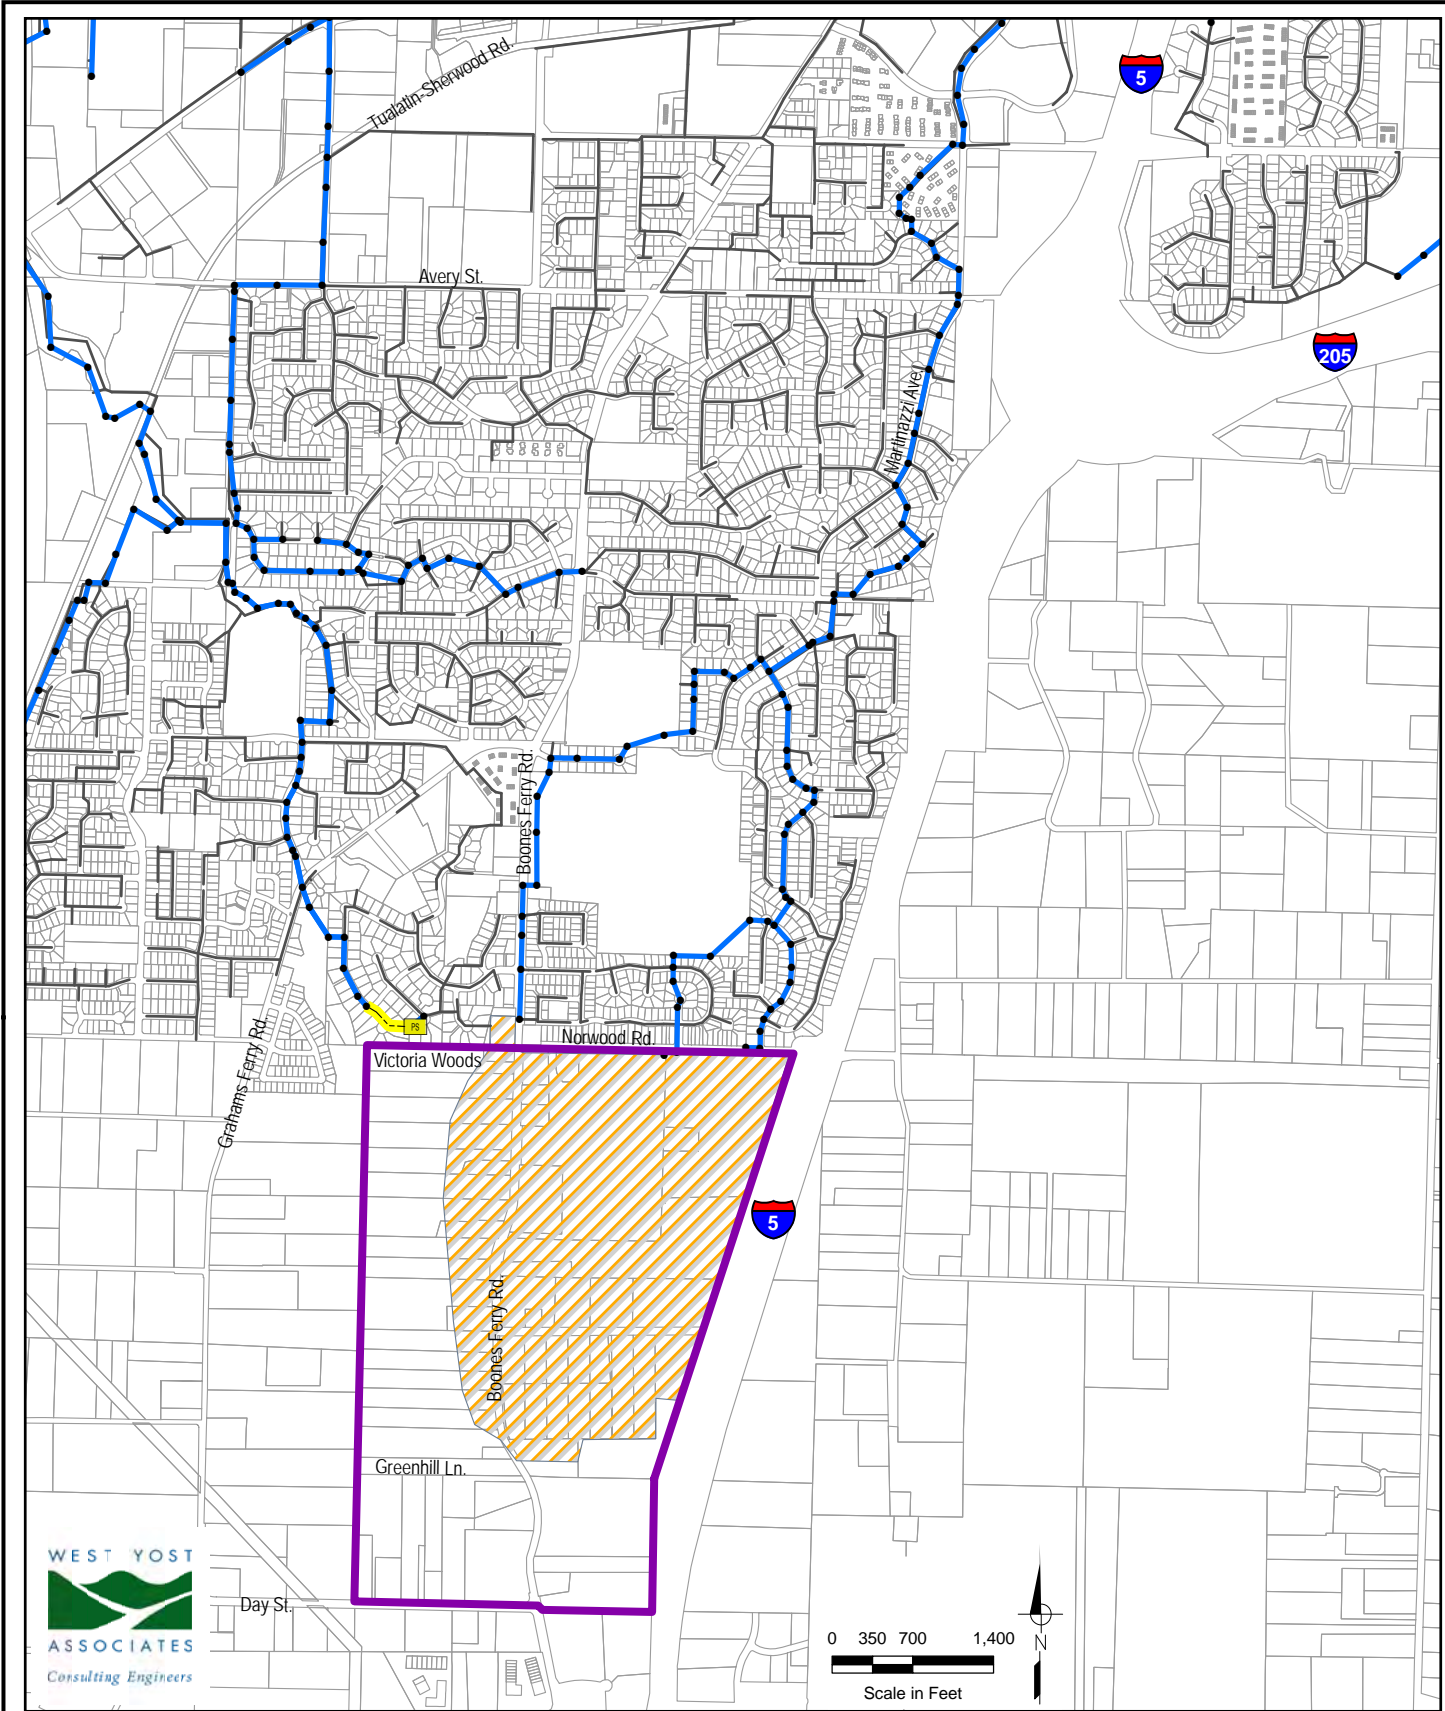 Tualatin-Sherwood Rd.
5
Avery St.
205
Martinazzi Ave.
Boones Ferry Rd.
PS
Norwood Rd.
Victoria Woods
Grahams Ferry Rd.
5
Boones Ferry Rd.
Greenhill Ln.
WEST YOST
ASSOCIATES
Consulting Engineers
Day St.
0 350 700 1,400
Scale in Feet
N